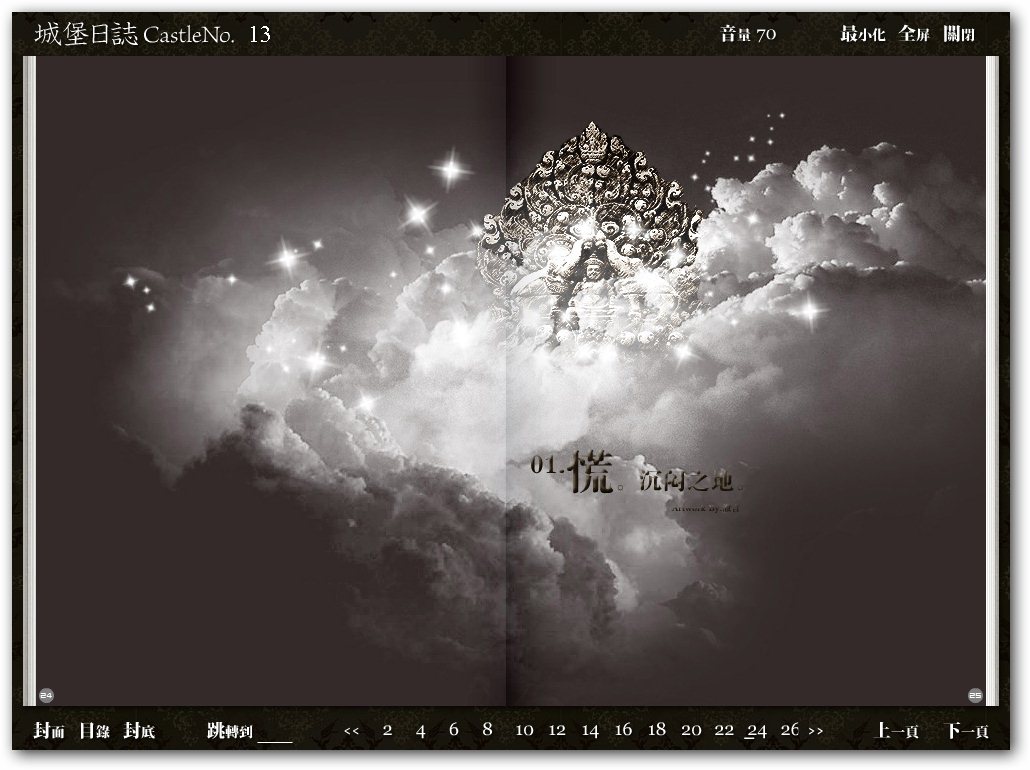 城堡日誌 CastleNo. 13
音量 70 最小化 全屏 關閉
01.慌。沉悶之地。
Artwork By:
24 25
封面 目錄 封底 跳轉到 << 2 4 6 8 10 12 14 16 18 20 22 24 26 >> 上一頁 下一頁